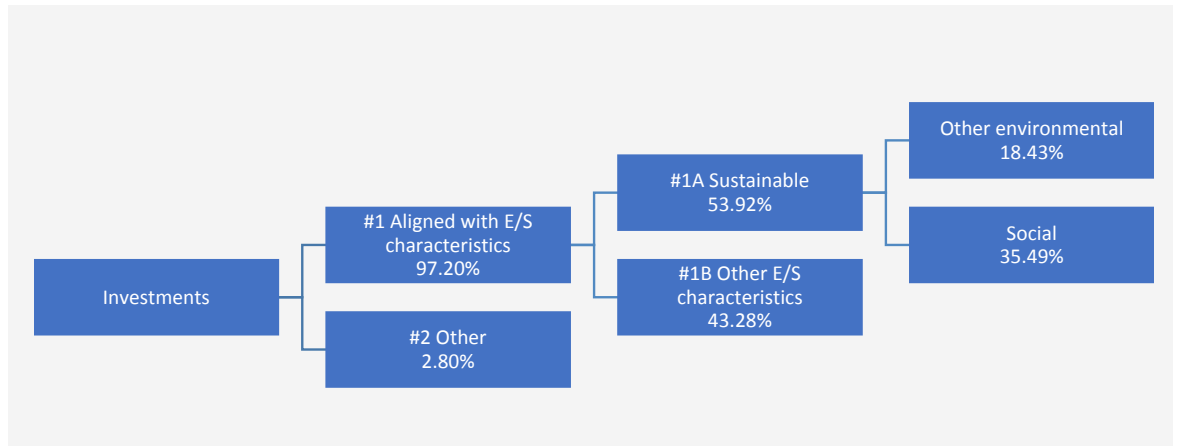 Investments
#1 Aligned with E/S
characteristics
97.20%
#2 Other
2.80%
#1A Sustainable
53.92%
#1B Other E/S
characteristics
43.28%
Other environmental
18.43%
Social
35.49%